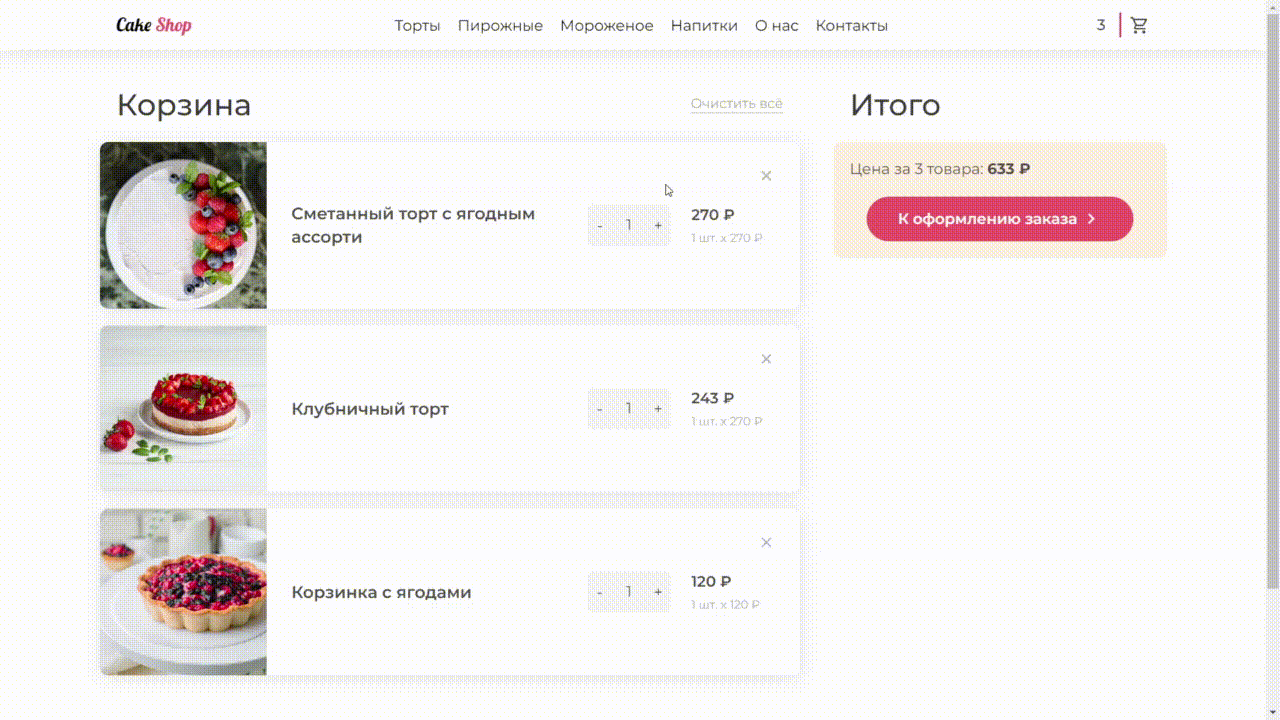 Cake Shop
Торты Пирожные Мороженое Напитки О нас Контакты
3
Корзина
Очистить всё
Итого
Сметанный торт с ягодным
ассорти
- 1 +
270 ₽
1 шт. x 270 ₽
Цена за 3 товара: 633 ₽
К оформлению заказа
Клубничный торт
- 1 +
243 ₽
1 шт. x 270 ₽
Корзинка с ягодами
- 1 +
120 ₽
1 шт. x 120 ₽